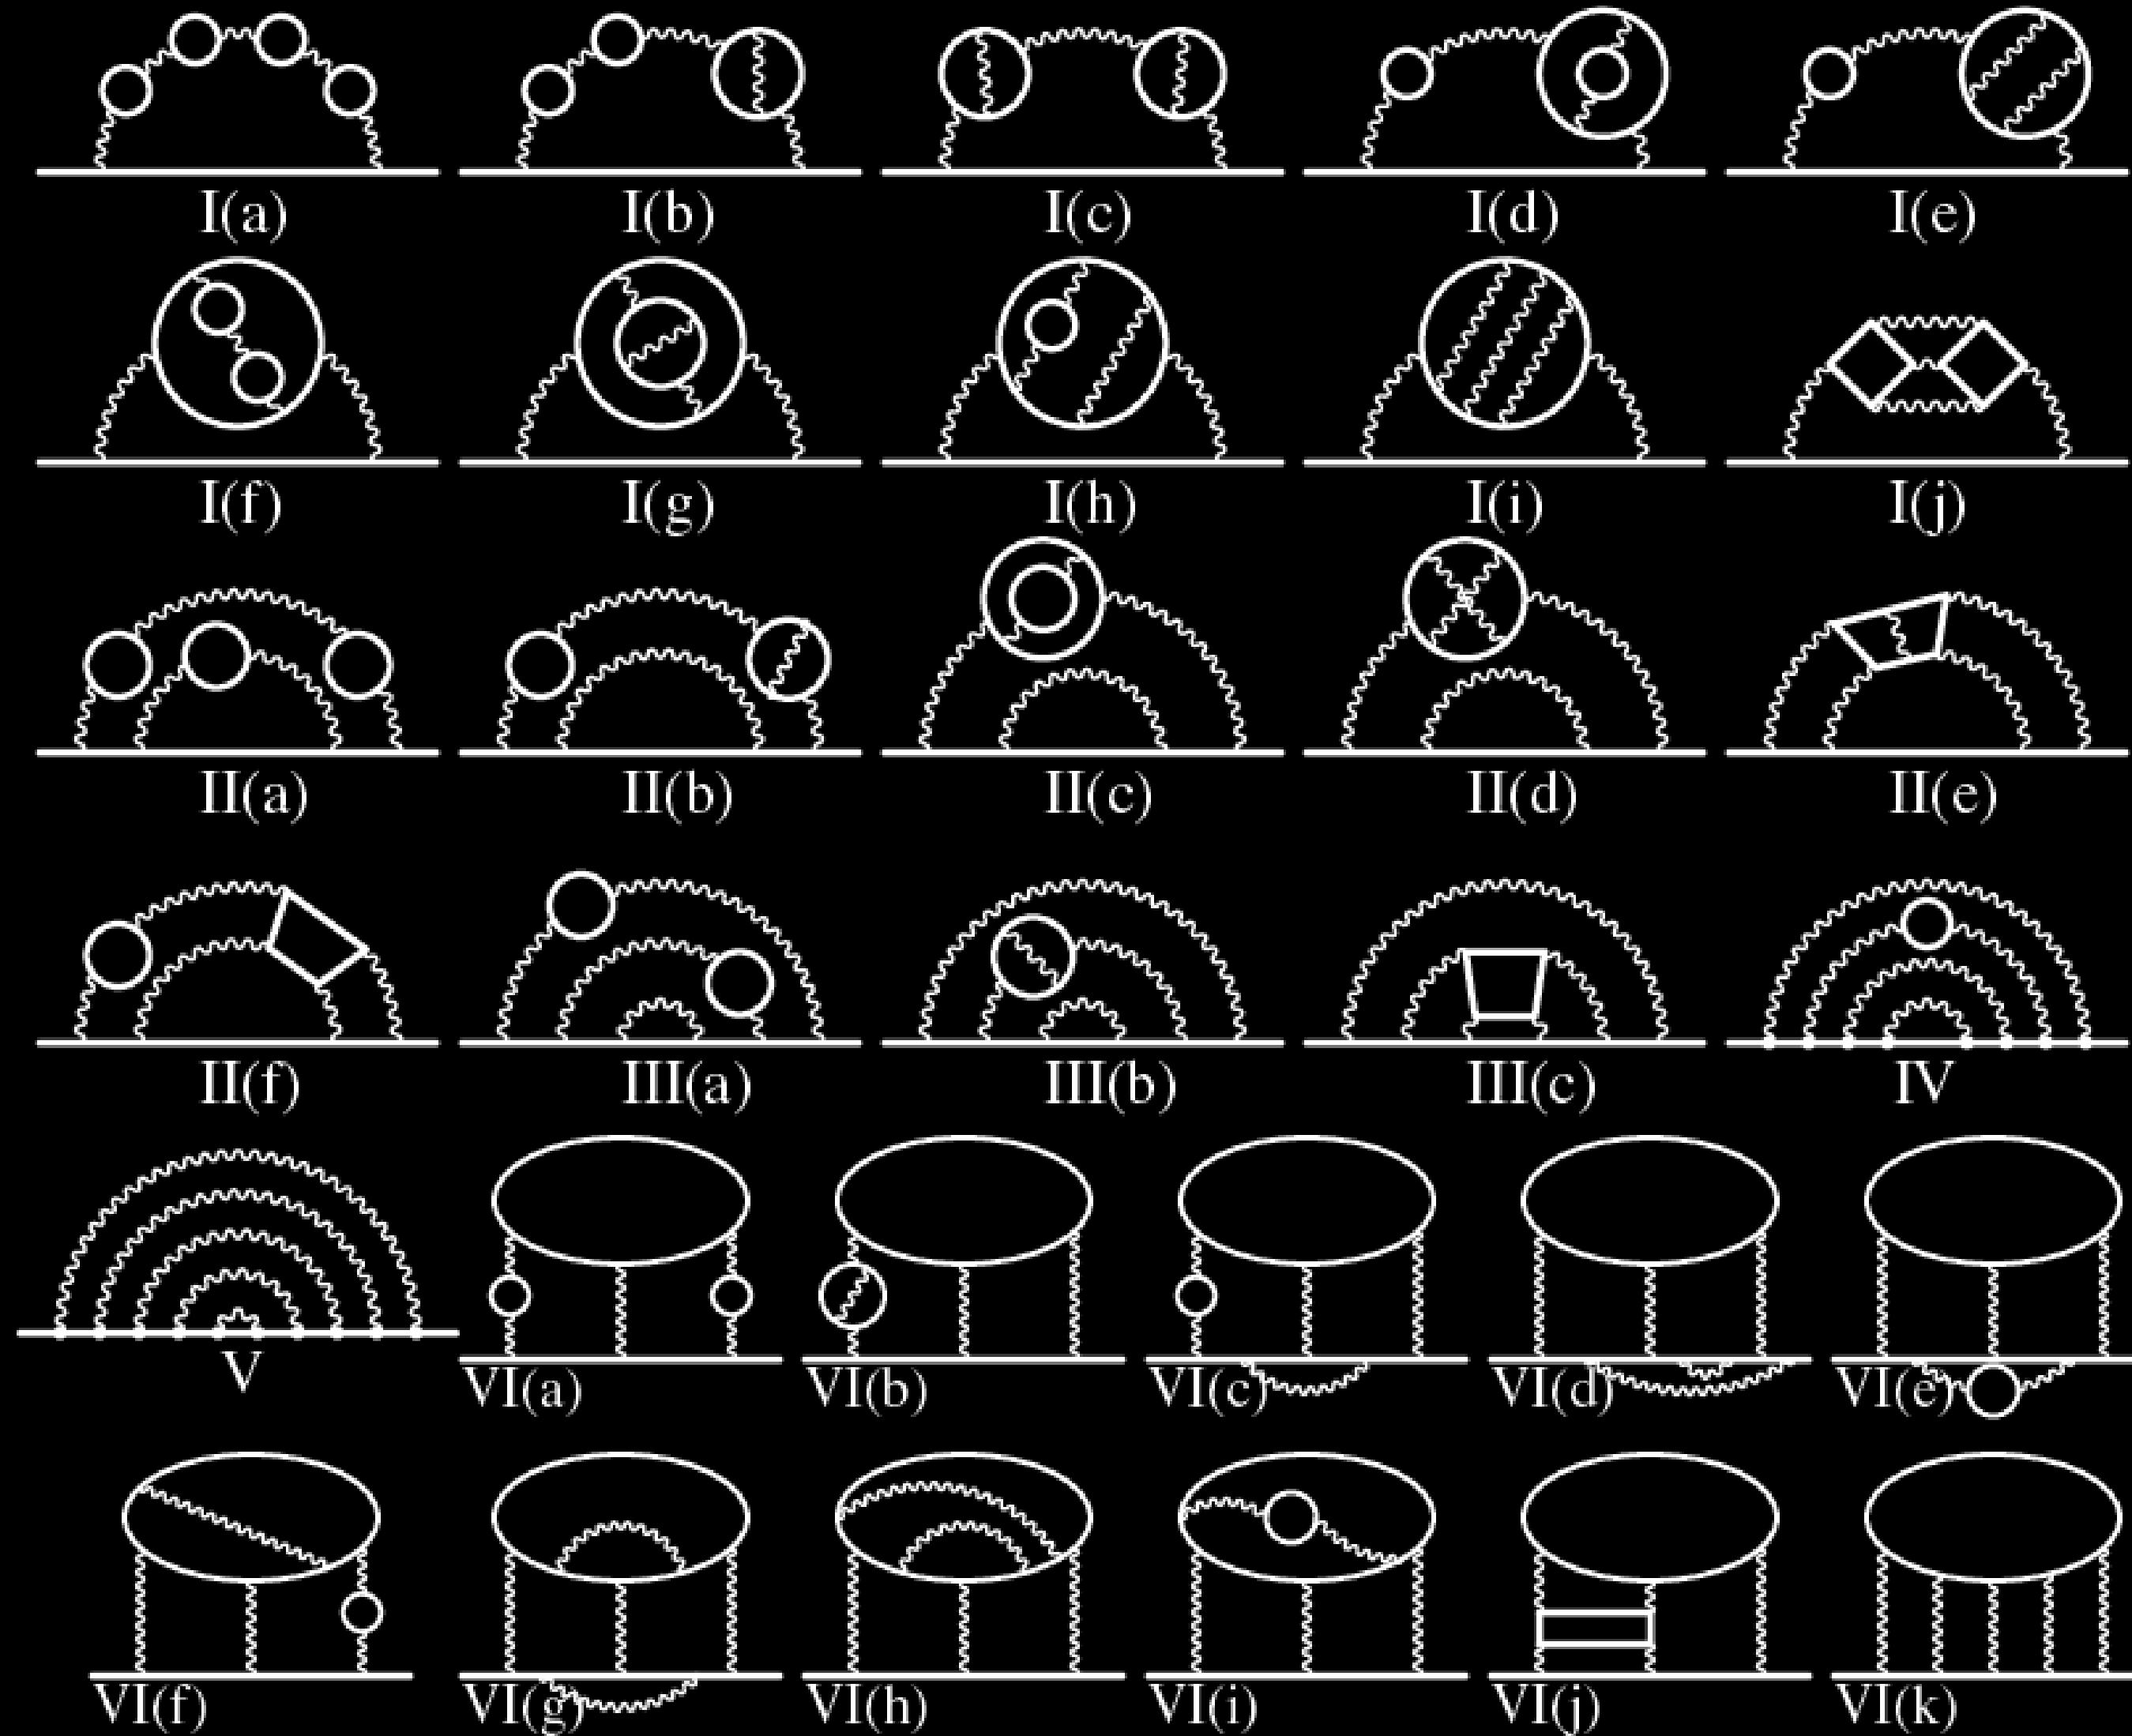 I(a) I(b) I(c) I(d) I(e)
I(f) I(g) I(h) I(i) I(j)
II(a) II(b) II(c) II(d) II(e)
II(f) III(a) III(b) III(c) IV
V VI(a) VI(b) VI(c) VI(d) VI(e)
VI(f) VI(g) VI(h) VI(i) VI(j) VI(k)